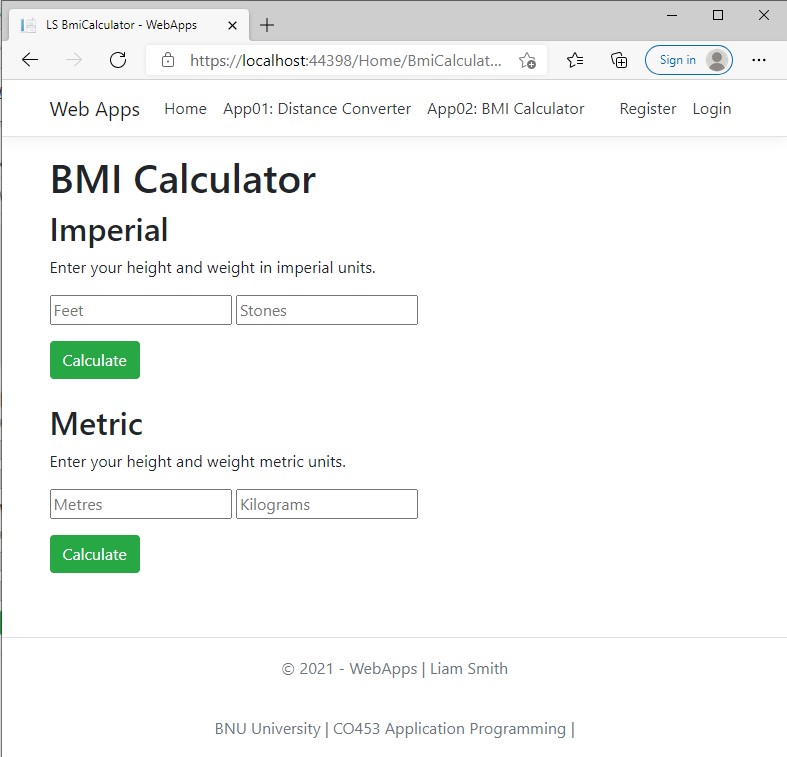 LS BmiCalculator - WebApps
https://localhost:44398/Home/BmiCalculat...
Sign in
Web Apps Home App01: Distance Converter App02: BMI Calculator Register Login
BMI Calculator
Imperial
Enter your height and weight in imperial units.
Feet Stones
Calculate
Metric
Enter your height and weight metric units.
Metres Kilograms
Calculate
© 2021 - WebApps | Liam Smith
BNU University | CO453 Application Programming |